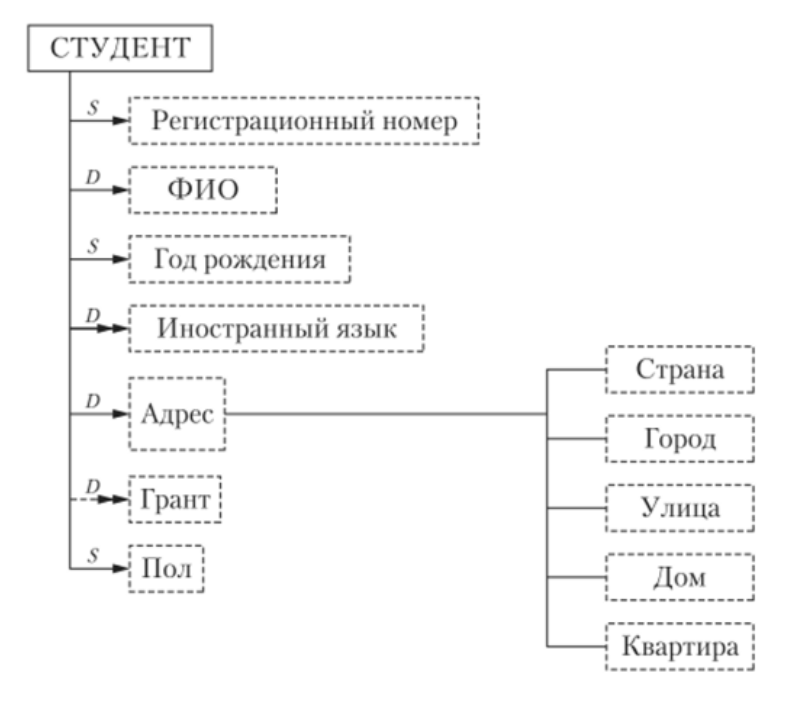 СТУДЕНТ
S
Регистрационный номер
D
ФИО
S
Год рождения
D
Иностранный язык
D
Адрес
D
Грант
S
Пол
Страна
Город
Улица
Дом
Квартира